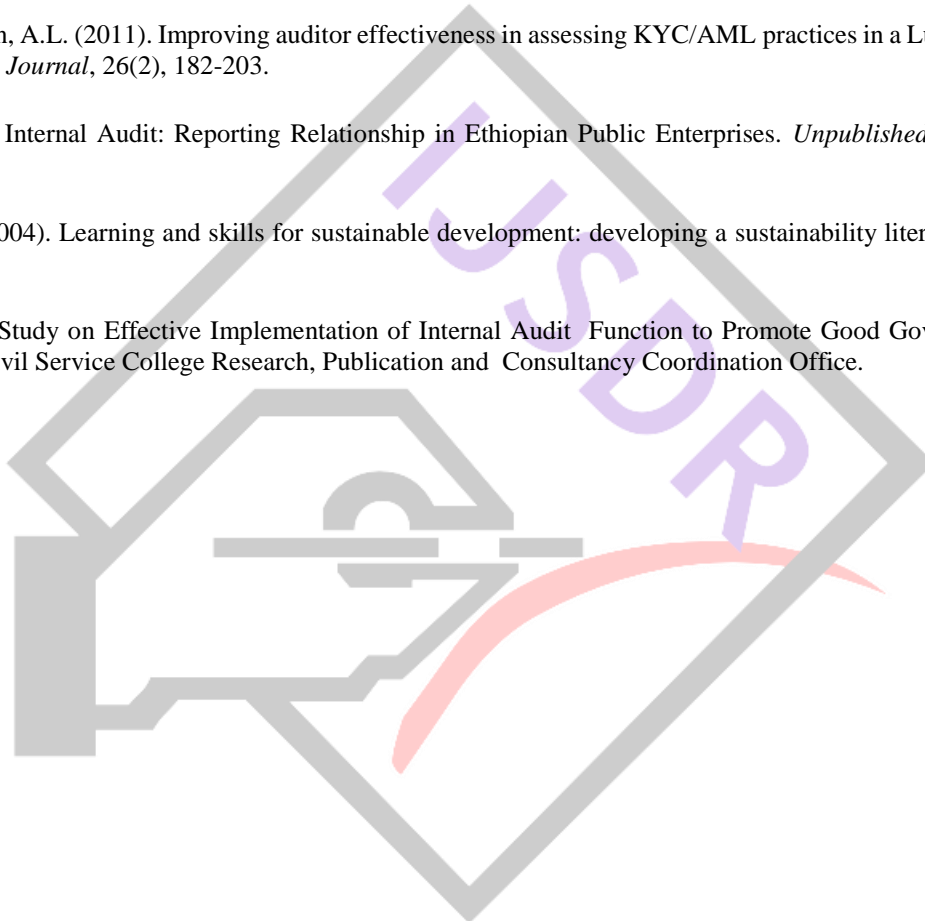 n, A.L. (2011). Improving auditor effectiveness in assessing KYC/AML practices in a
Journal, 26(2), 182-203.
Internal Audit: Reporting Relationship in Ethiopian Public Enterprises. Unpublished
004). Learning and skills for sustainable development: developing a sustainability
Study on Effective Implementation of Internal Audit Function to Promote Good
vil Service College Research, Publication and Consultancy Coordination Office.
IJSDR